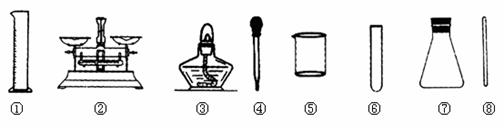 ① ② ③ ④ ⑤ ⑥ ⑦ ⑧